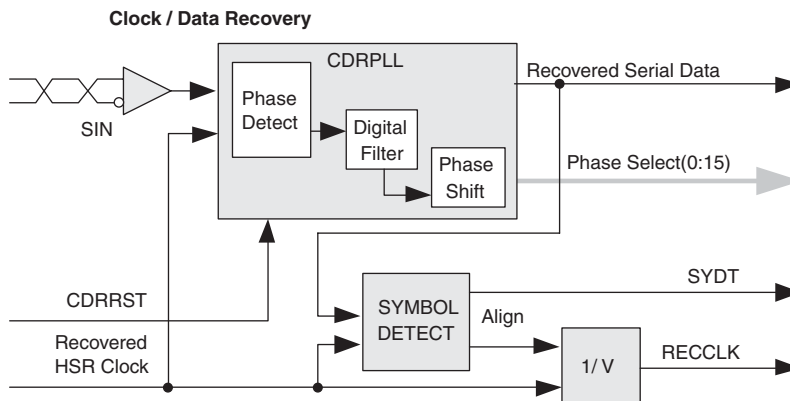 Clock / Data Recovery
CDRPLL
Recovered Serial Data
Phase
Detect
SIN
Digital
Filter
Phase
Shift
Phase Select(0:15)
CDRRST
SYMBOL
DETECT
SYDT
Align
Recovered
HSR Clock
1/ V
RECCLK